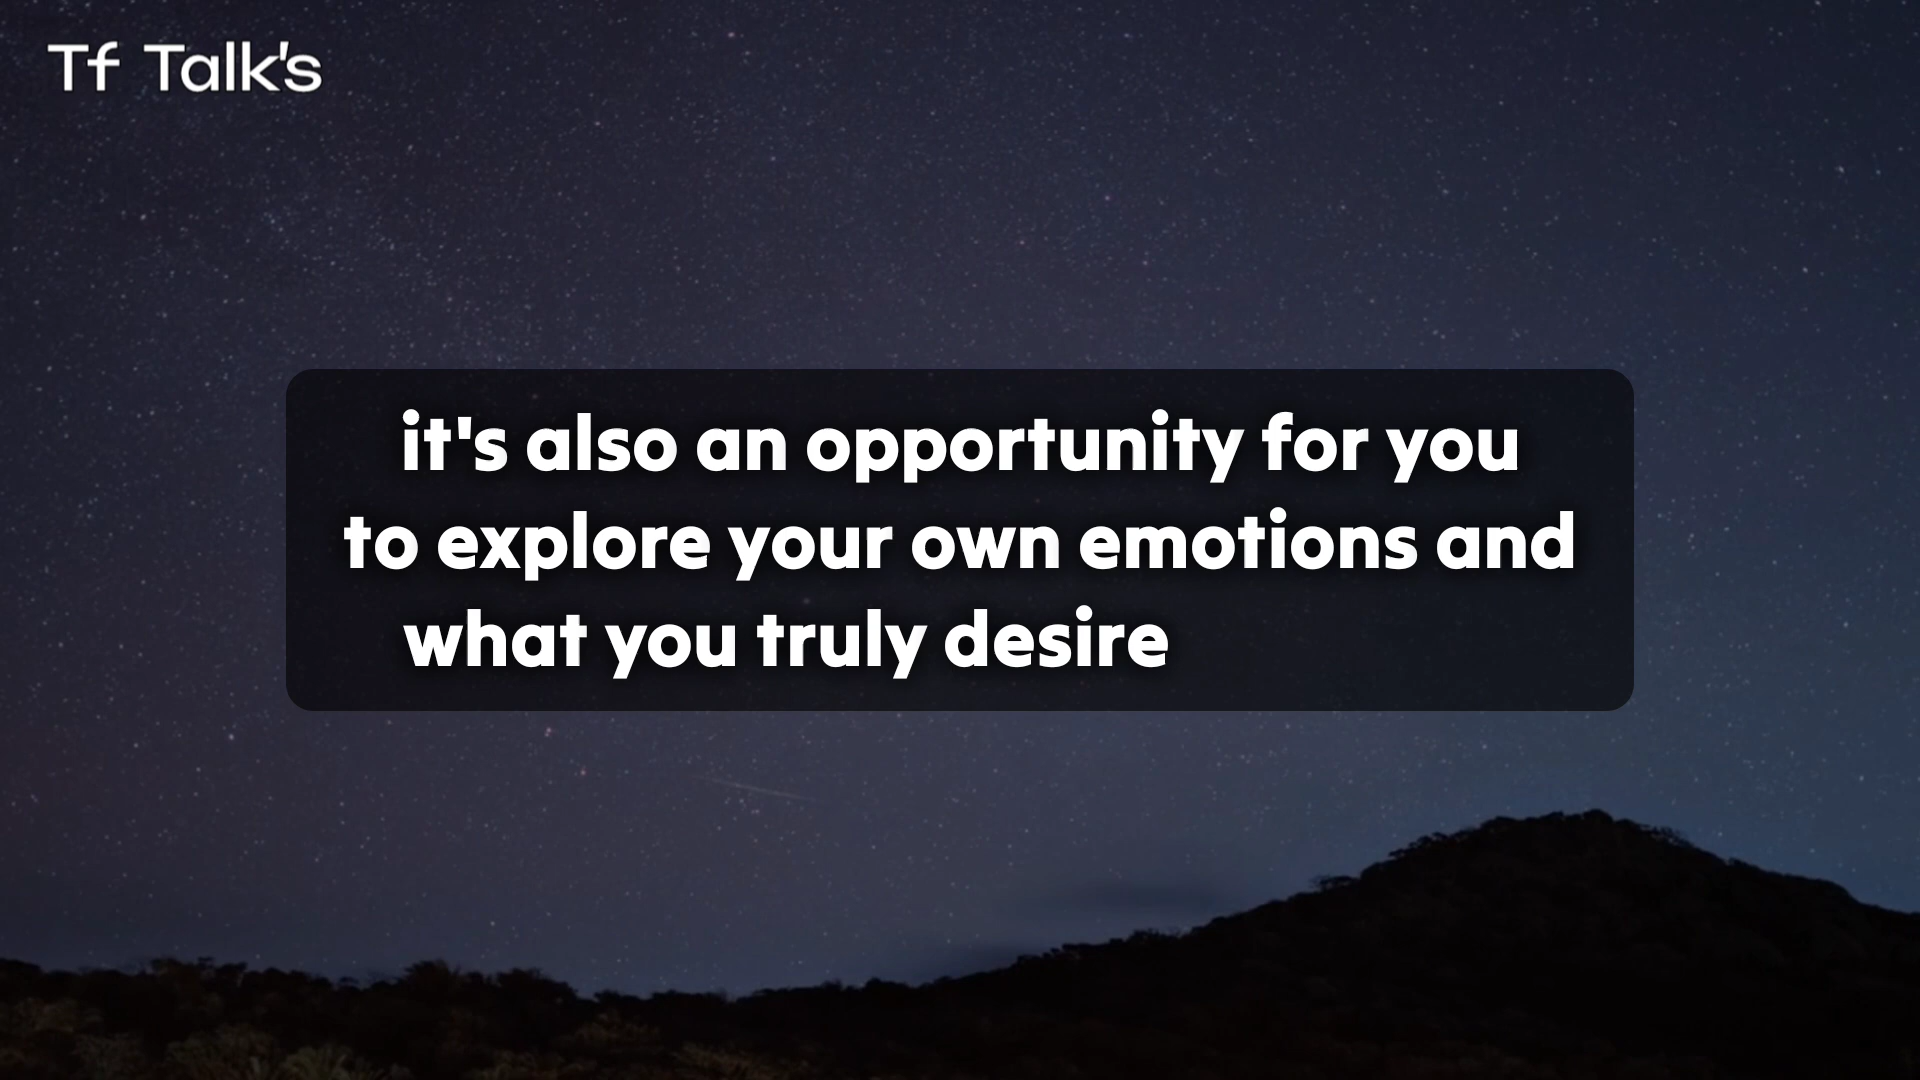 Tf Talk's
it's also an opportunity for you
to explore your own emotions and
what you truly desire